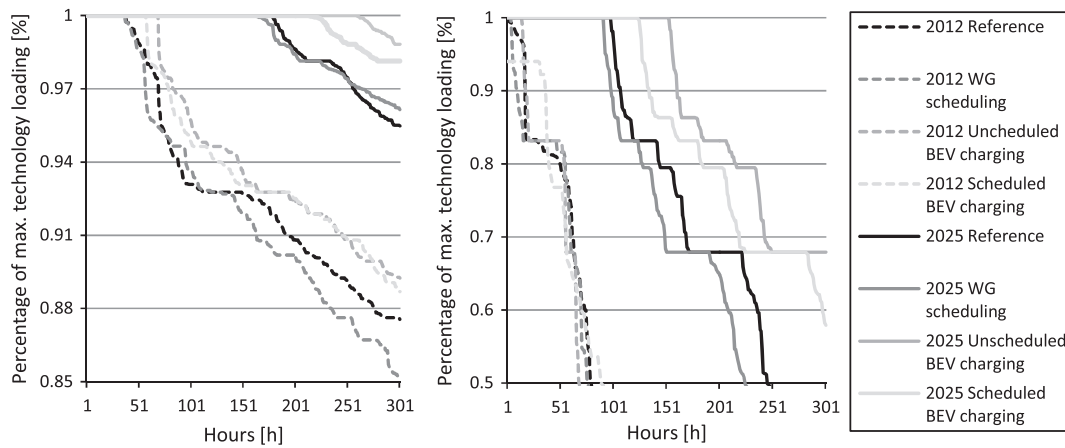 Percentage of max. technology loading [%]
1
0.97
0.94
0.91
0.88
0.85
1 51 101 151 201 251 301
Hours [h]
Percentage of max. technology loading [%]
1
0.9
0.8
0.7
0.6
0.5
1 51 101 151 201 251 301
Hours [h]
2012 Reference
2012 WG
scheduling
2012 Uncheduled
BEV charging
2012 Scheduled
BEV charging
2025 Reference
2025 WG
scheduling
2025 Unscheduled
BEV charging
2025 Scheduled
BEV charging